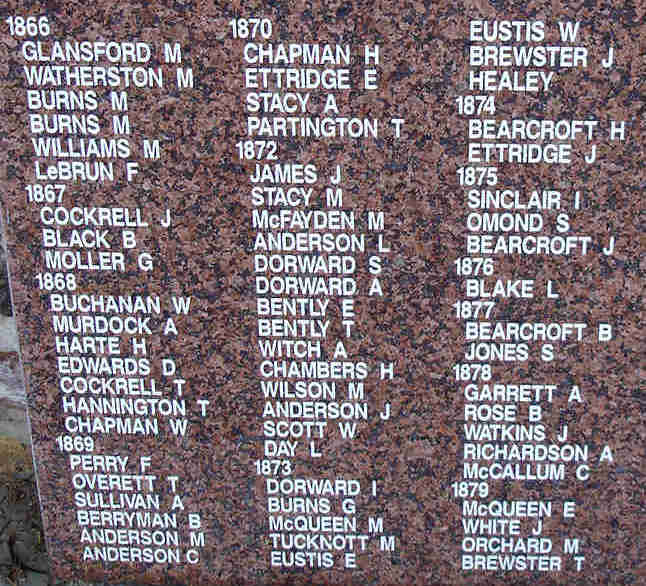 1866
GLANSFORD M
WATHERSTON M
BURNS M
BURNS M
WILLIAMS M
LeBRUN F
1867
COCKRELL J
BLACK B
MOLLER G
1868
BUCHANAN W
MURDOCK A
HARTE H
EDWARDS D
COCKRELL T
HANNINGTON T
CHAPMAN W
1869
PERRY F
OVERETT T
SULLIVAN A
BERRYMAN B
ANDERSON M
ANDERSON C
1870
CHAPMAN H
ETTRIDGE E
STACY A
PARTINGTON T
1872
JAMES J
STACY M
McFAYDEN M
ANDERSON L
DORWARD S
DORWARD A
BENTLY E
BENTLY T
WITCH A
CHAMBERS H
WILSON M
ANDERSON J
SCOTT W
DAY L
1873
DORWARD I
BURNS G
McQUEEN M
TUCKNOTT M
EUSTIS E
EUSTIS W
BREWSTER J
HEALEY
1874
BEARCROFT H
ETTRIDGE J
1875
SINCLAIR I
OMOND S
BEARCROFT J
1876
BLAKE L
1877
BEARCROFT B
JONES S
1878
GARRETT A
ROSE B
WATKINS J
RICHARDSON A
McCALLUM C
1879
McQUEEN E
WHITE J
ORCHARD M
BREWSTER T